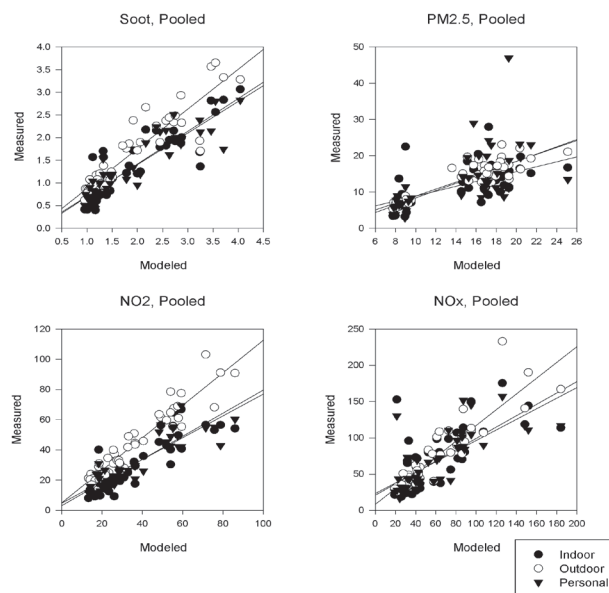 Soot, Pooled
4.0
3.5
3.0
2.5
2.0
1.5
1.0
0.5
0.0
Measured
0.5 1.0 1.5 2.0 2.5 3.0 3.5 4.0 4.5
Modeled
PM2.5, Pooled
50
40
30
20
10
0
Measured
6 8 10 12 14 16 18 20 22 24 26
Modeled
NO2, Pooled
120
100
80
60
40
20
0
Measured
0 20 40 60 80 100
Modeled
NOx, Pooled
250
200
150
100
50
0
Measured
0 20 40 60 80 100 120 140 160 180 200
Modeled
Indoor
Outdoor
Personal